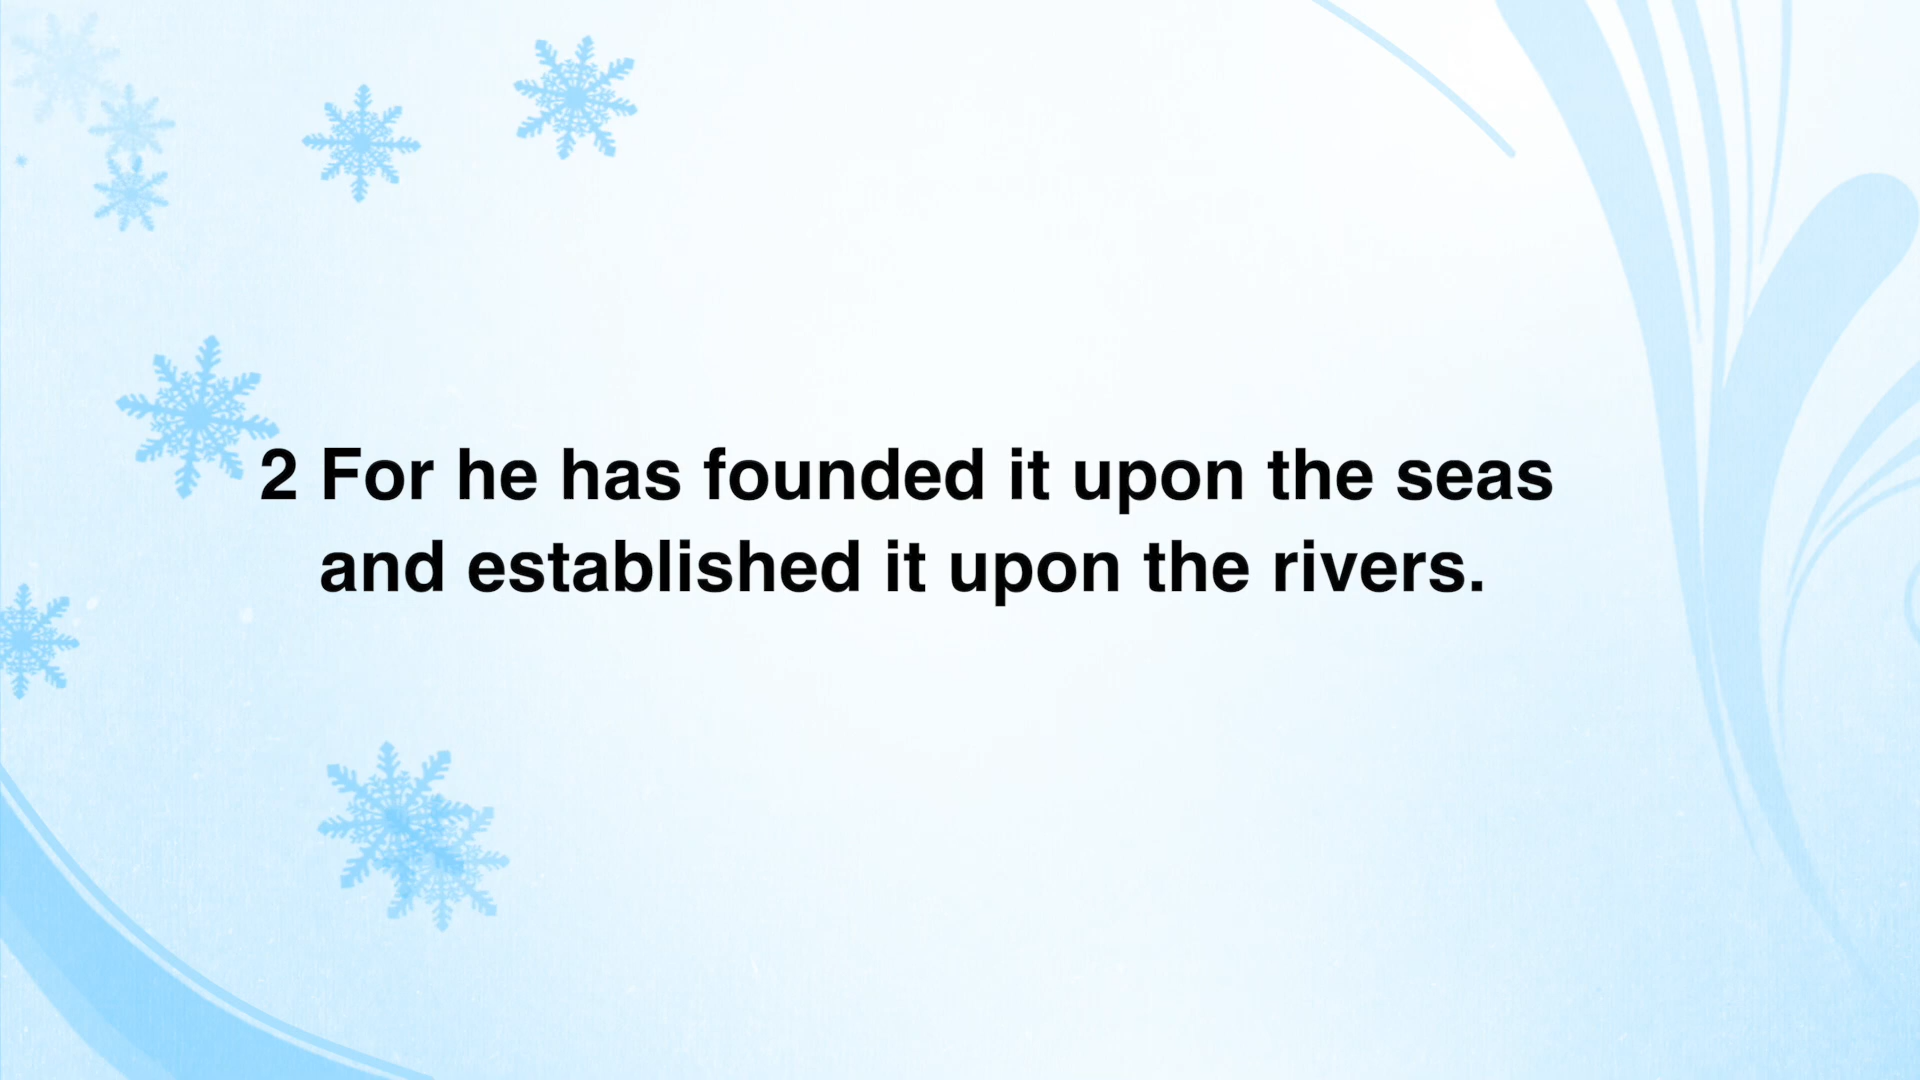 2 For he has founded it upon the seas
and established it upon the rivers.